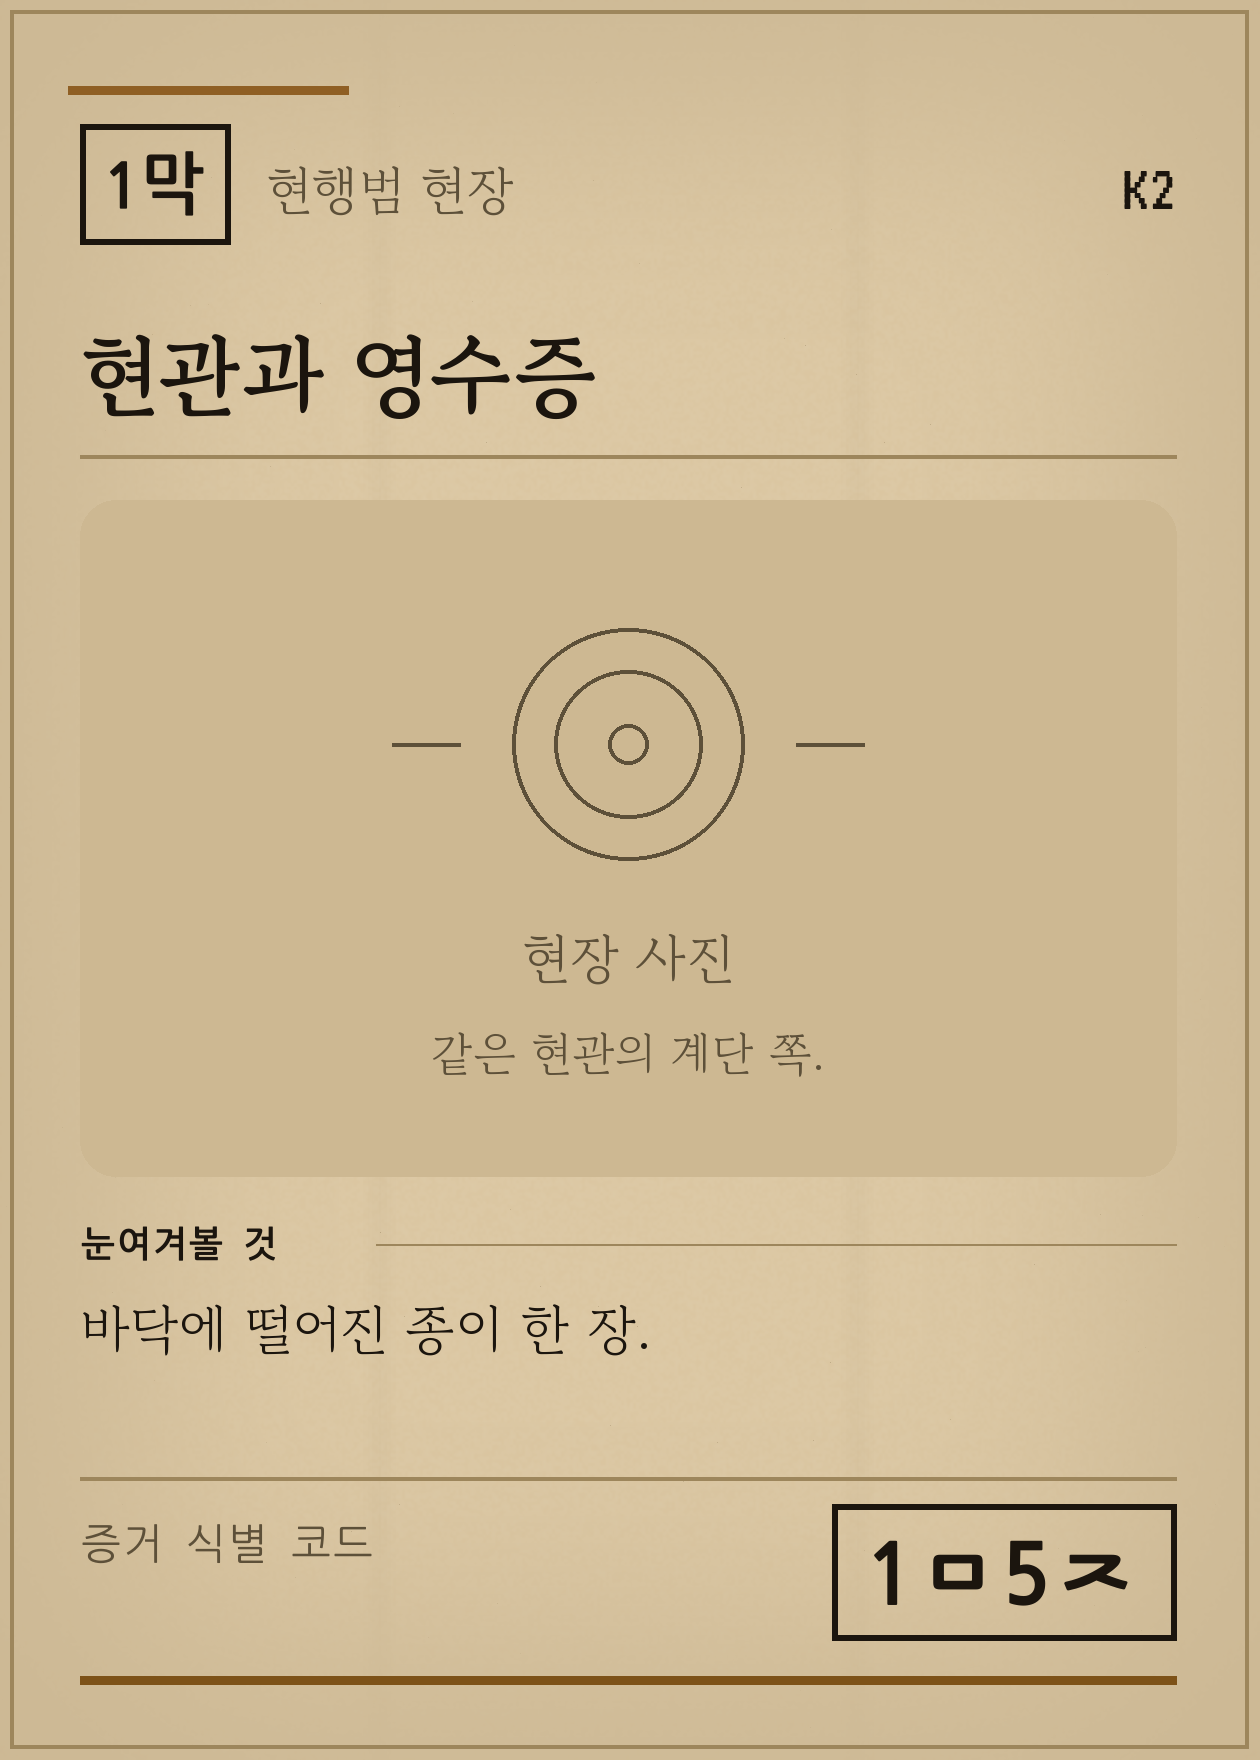 1막 현행범 현장 K2
현관과 영수증
현장 사진
같은 현관의 계단 쪽.
눈여겨볼 것
바닥에 떨어진 종이 한 장.
증거 식별 코드
1ㅁ5ㅈ